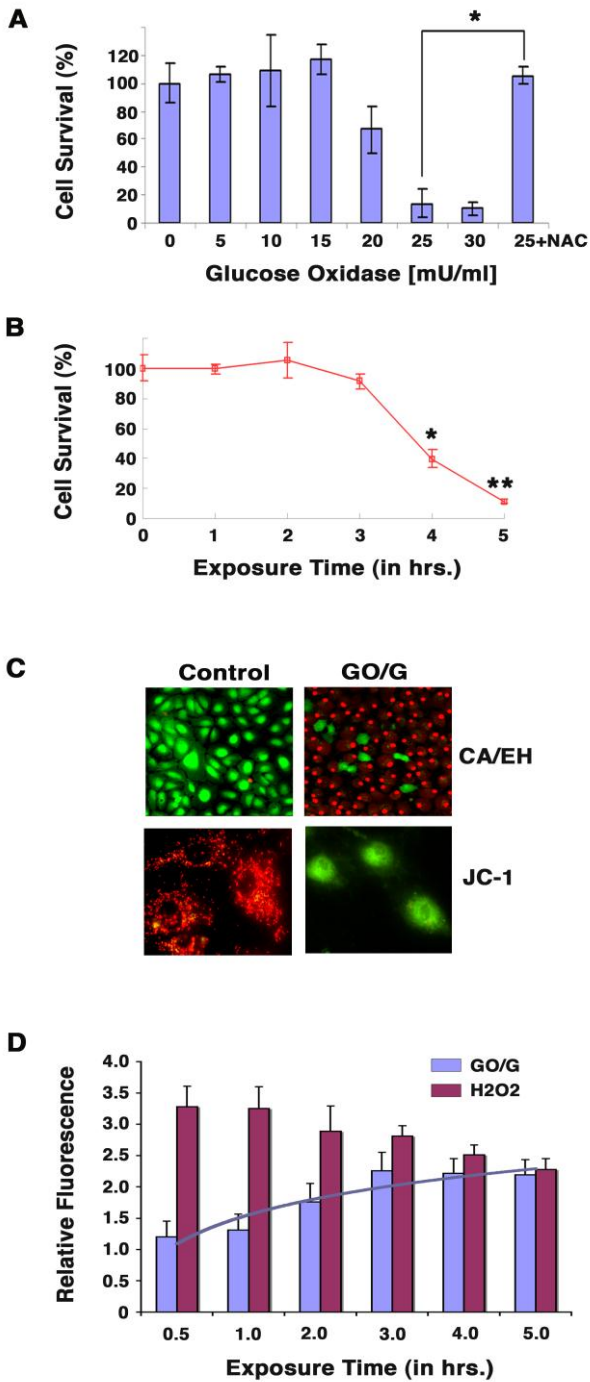 A
*
Cell Survival (%)
120
100
80
60
40
20
0
0 5 10 15 20 25 30 25+NAC
Glucose Oxidase [mU/ml]
B
Cell Survival (%)
100
80
60
40
20
0
*
**
0 1 2 3 4 5
Exposure Time (in hrs.)
C
Control GO/G
CA/EH
JC-1
D
Relative Fluorescence
4.0
3.5
3.0
2.5
2.0
1.5
1.0
0.5
0
GO/G
H2O2
0.5 1.0 2.0 3.0 4.0 5.0
Exposure Time (in hrs.)